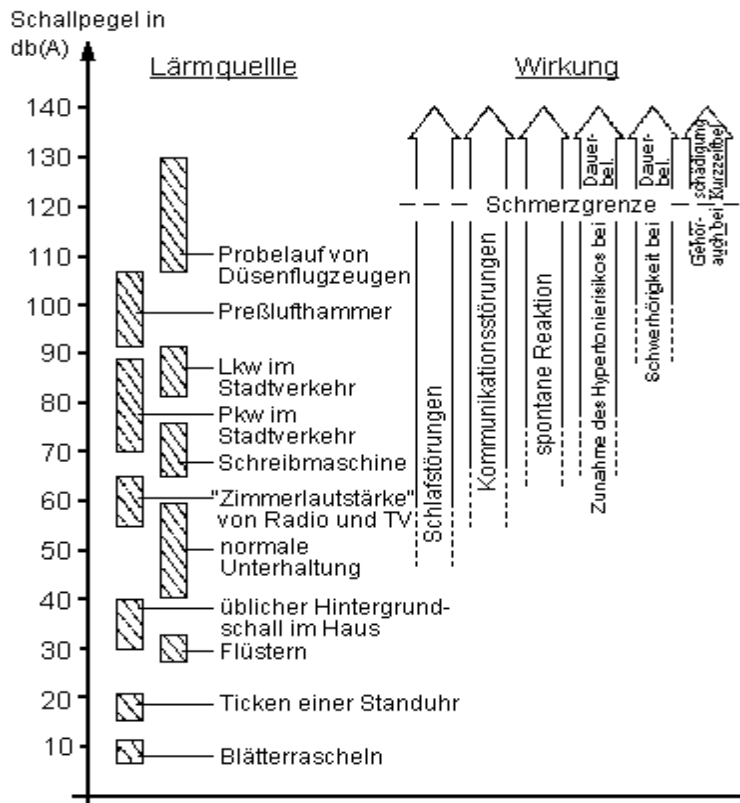 Schallpegel in
db(A)
Lärmquellle
Wirkung
140
130
120
110
100
90
80
70
60
50
40
30
20
10
Probelauf von
Düsenflugzeugen
Preßlufthammer
Lkw im
Stadtverkehr
Pkw im
Stadtverkehr
Schreibmaschine
"Zimmerlautstärke"
von Radio und TV
normale
Unterhaltung
üblicher Hintergrund-
schall im Haus
Flüstern
Ticken einer Standuhr
Blätterrascheln
Schmerzgrenze
Schlafstörungen
Kommunikationsstörungen
spontane Reaktion
Zunahme des Hypertonierisikos bei
Dauer-
bel.
Schwerhörigkeit bei
Dauer-
bel.
Gehör- schädigung
auch bei Kurzzeitbel